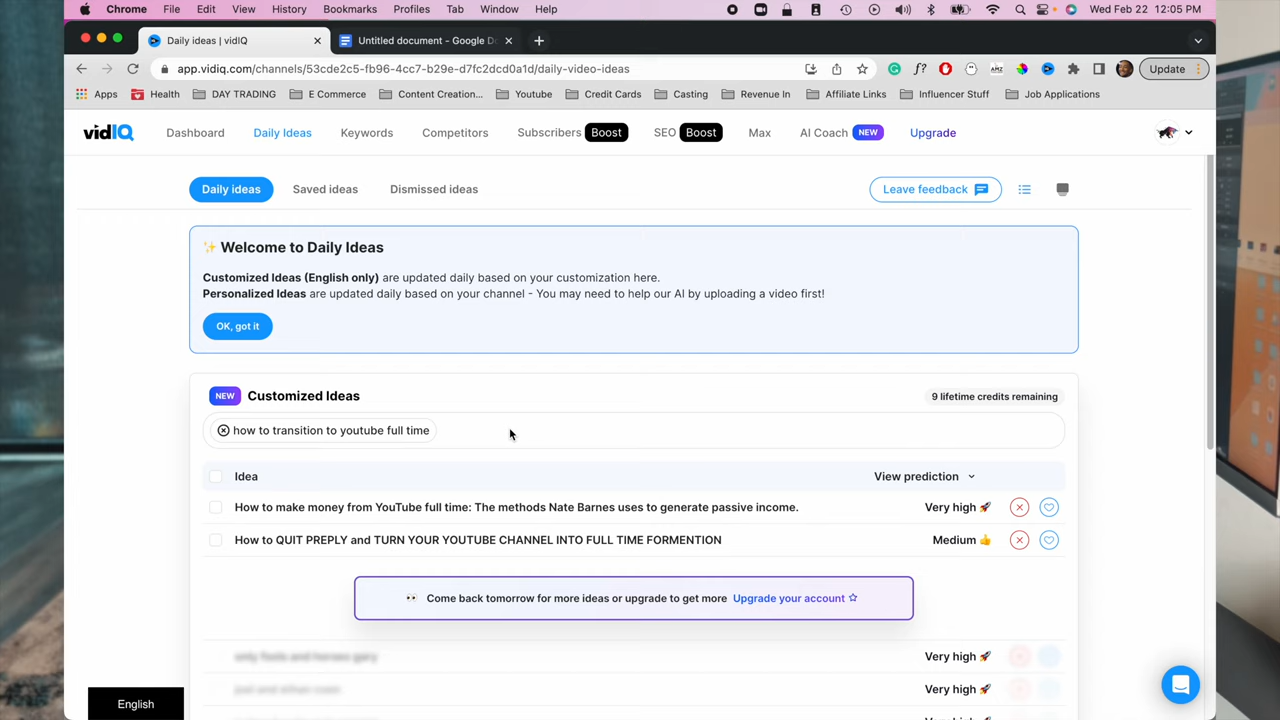 Chrome File Edit View History Bookmarks Profiles Tab Window Help Wed Feb 22 12:05 PM
Daily ideas | vidIQ Untitled document - Google Do
app.vidiq.com/channels/53cde2c5-fb96-4cc7-b29e-d7fc2dcd0a1d/daily-video-ideas Update
Apps Health DAY TRADING E Commerce Content Creation... Youtube Credit Cards Casting Revenue In Affiliate Links Influencer Stuff Job Applications
vidIQ Dashboard Daily Ideas Keywords Competitors Subscribers Boost SEO Boost Max AI Coach NEW Upgrade
Daily ideas Saved ideas Dismissed ideas Leave feedback
✨ Welcome to Daily Ideas
Customized Ideas (English only) are updated daily based on your customization here.
Personalized Ideas are updated daily based on your channel - You may need to help our AI by uploading a video first!
OK, got it
NEW Customized Ideas 9 lifetime credits remaining
how to transition to youtube full time
Idea View prediction
How to make money from YouTube full time: The methods Nate Barnes uses to generate passive income. Very high 🚀
How to QUIT PREPLY and TURN YOUR YOUTUBE CHANNEL INTO FULL TIME FORMENTION Medium 👍
👀 Come back tomorrow for more ideas or upgrade to get more Upgrade your account ☆
Very high 🚀
Very high 🚀
English